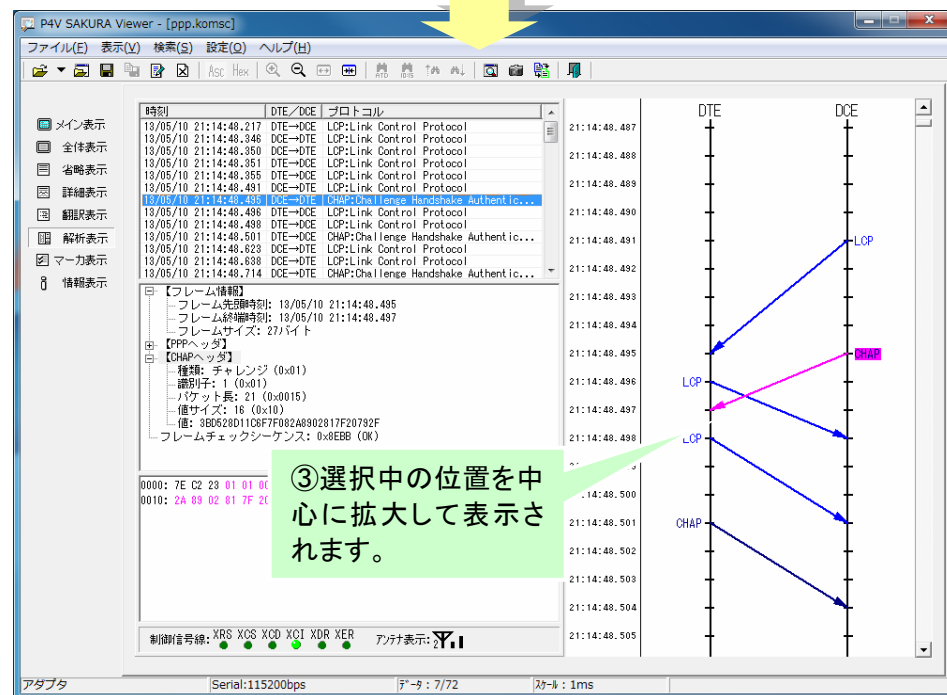 P4V SAKURA Viewer - [ppp.komsc]
ファイル(F) 表示(V) 検索(S) 設定(O) ヘルプ(H)
Asc Hex
メイン表示
全体表示
省略表示
詳細表示
翻訳表示
解析表示
マーカ表示
情報表示
時刻 DTE/DCE プロトコル
13/05/10 21:14:48.217 DTE→DCE LCP:Link Control Protocol
13/05/10 21:14:48.346 DCE→DTE LCP:Link Control Protocol
13/05/10 21:14:48.350 DCE→DTE LCP:Link Control Protocol
13/05/10 21:14:48.351 DTE→DCE LCP:Link Control Protocol
13/05/10 21:14:48.355 DTE→DCE LCP:Link Control Protocol
13/05/10 21:14:48.491 DCE→DTE LCP:Link Control Protocol
13/05/10 21:14:48.495 DCE→DTE CHAP:Challenge Handshake Authentic...
13/05/10 21:14:48.496 DTE→DCE LCP:Link Control Protocol
13/05/10 21:14:48.498 DTE→DCE LCP:Link Control Protocol
13/05/10 21:14:48.501 DTE→DCE CHAP:Challenge Handshake Authentic...
13/05/10 21:14:48.623 DCE→DTE LCP:Link Control Protocol
13/05/10 21:14:48.638 DCE→DTE LCP:Link Control Protocol
13/05/10 21:14:48.714 DCE→DTE CHAP:Challenge Handshake Authentic...
【フレーム情報】
フレーム先頭時刻: 13/05/10 21:14:48.495
フレーム終端時刻: 13/05/10 21:14:48.497
フレームサイズ: 27バイト
【PPPヘッダ】
【CHAPヘッダ】
種類: チャレンジ (0x01)
識別子: 1 (0x01)
パケット長: 21 (0x0015)
値サイズ: 16 (0x10)
値: 3BD528D11C6F7F082A8902817F20792F
フレームチェックシーケンス: 0x8EBB (OK)
0000: 7E C2 23 01 01 00
0010: 2A 89 02 81 7F 20
③選択中の位置を中
心に拡大して表示さ
れます。
制御信号線: XRS XCS XCD XCI XDR XER アンテナ表示: 2
DTE DCE
21:14:48.487
21:14:48.488
21:14:48.489
21:14:48.490
21:14:48.491 LCP
21:14:48.492
21:14:48.493
21:14:48.494
21:14:48.495 CHAP
21:14:48.496 LCP
21:14:48.497
21:14:48.498 LCP
:14:48.500
21:14:48.501 CHAP
21:14:48.502
21:14:48.503
21:14:48.504
21:14:48.505
アダプタ Serial:115200bps データ : 7/72 スケール : 1ms